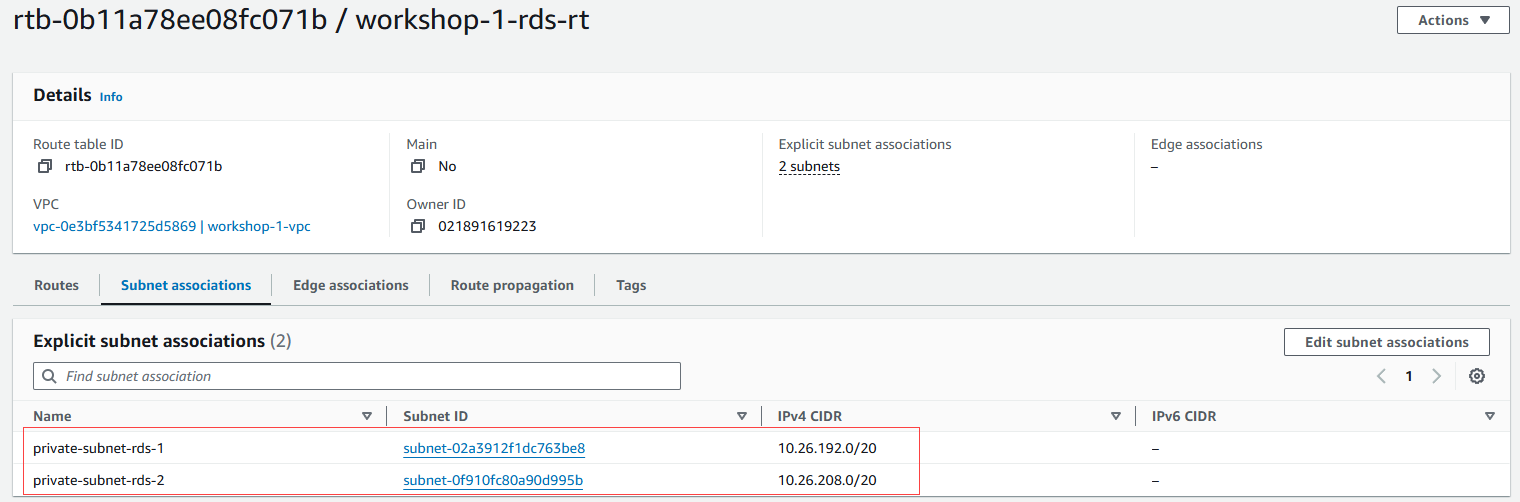 rtb-0b11a78ee08fc071b / workshop-1-rds-rt
Actions
Details Info
Route table ID
rtb-0b11a78ee08fc071b
Main
No
Explicit subnet associations
2 subnets
Edge associations
–
VPC
vpc-0e3bf5341725d5869 | workshop-1-vpc
Owner ID
021891619223
Routes Subnet associations Edge associations Route propagation Tags
Explicit subnet associations (2)
Edit subnet associations
Find subnet association
1
Name Subnet ID IPv4 CIDR IPv6 CIDR
private-subnet-rds-1 subnet-02a3912f1dc763be8 10.26.192.0/20 –
private-subnet-rds-2 subnet-0f910fc80a90d995b 10.26.208.0/20 –